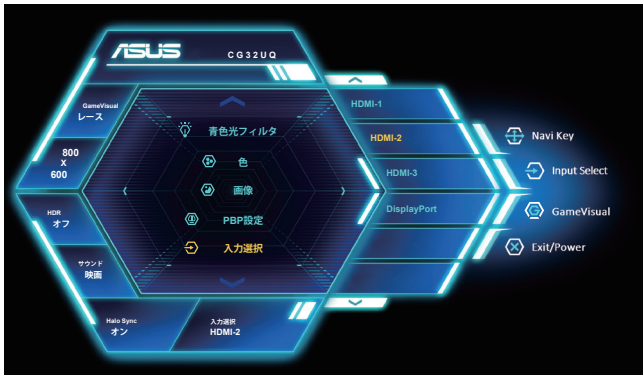 ASUS
CG32UQ
GameVisual
レース
800
X
600
HDR
オフ
サウンド
映画
Halo Sync
オン
入力選択
HDMI-2
青色光フィルタ
色
画像
PBP設定
入力選択
HDMI-1
HDMI-2
HDMI-3
DisplayPort
Navi Key
Input Select
GameVisual
Exit/Power